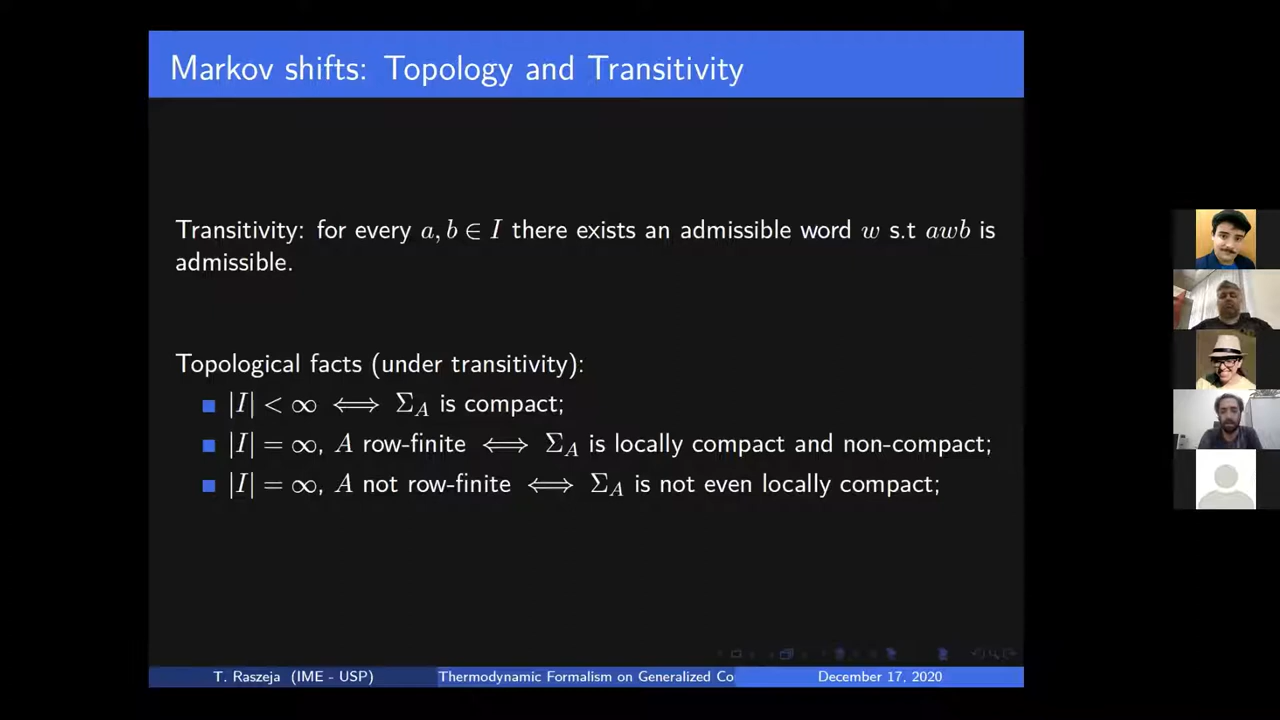 Markov shifts: Topology and Transitivity
Transitivity: for every a, b ∈ I there exists an admissible word w s.t awb is
admissible.
Topological facts (under transitivity):
|I| < ∞ ⟺ Σ_A is compact;
|I| = ∞, A row-finite ⟺ Σ_A is locally compact and non-compact;
|I| = ∞, A not row-finite ⟺ Σ_A is not even locally compact;
T. Raszeja (IME - USP)
Thermodynamic Formalism on Generalized Co
December 17, 2020